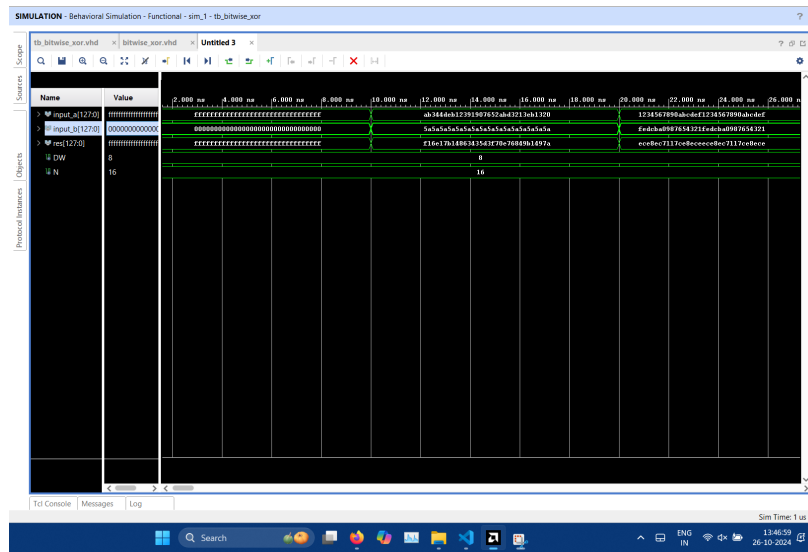 SIMULATION - Behavioral Simulation - Functional - sim_1 - tb_bitwise_xor ?
tb_bitwise_xor.vhd × bitwise_xor.vhd × Untitled 3 × ?
Scope
Sources
Objects
Protocol Instances
Name Value
2.000 ns 4.000 ns 6.000 ns 8.000 ns 10.000 ns 12.000 ns 14.000 ns 16.000 ns 18.000 ns 20.000 ns 22.000 ns 24.000 ns 26.000 n
input_a[127:0] ffffffffffffffffff ffffffffffffffffffffffffffffffff ab344deb12391907652abd3213eb1320 1234567890abcdef1234567890abcdef
input_b[127:0] 00000000000000 00000000000000000000000000000000 5a5a5a5a5a5a5a5a5a5a5a5a5a5a5a5a fedcba0987654321fedcba0987654321
res[127:0] ffffffffffffffffff ffffffffffffffffffffffffffffffff f16e17b14863435d3f70e76849b1497a ece8ec7117ce8eceece8ec7117ce8ece
DW 8 8
N 16 16
Tcl Console Messages Log
Sim Time: 1 us
Search
ENG
IN
13:46:59
26-10-2024